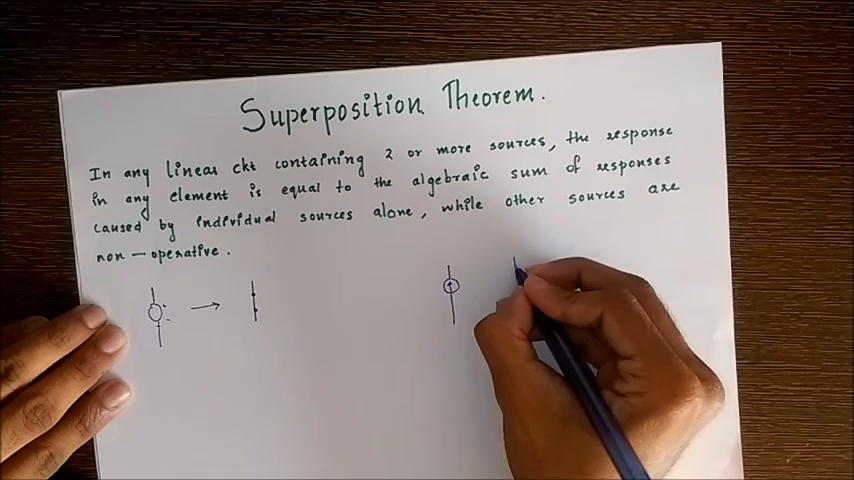 Superposition Theorem.
In any linear ckt containing 2 or more sources, the response
in any element is equal to the algebraic sum of responses
caused by individual sources alone, while other sources are
non-operative.
+
-